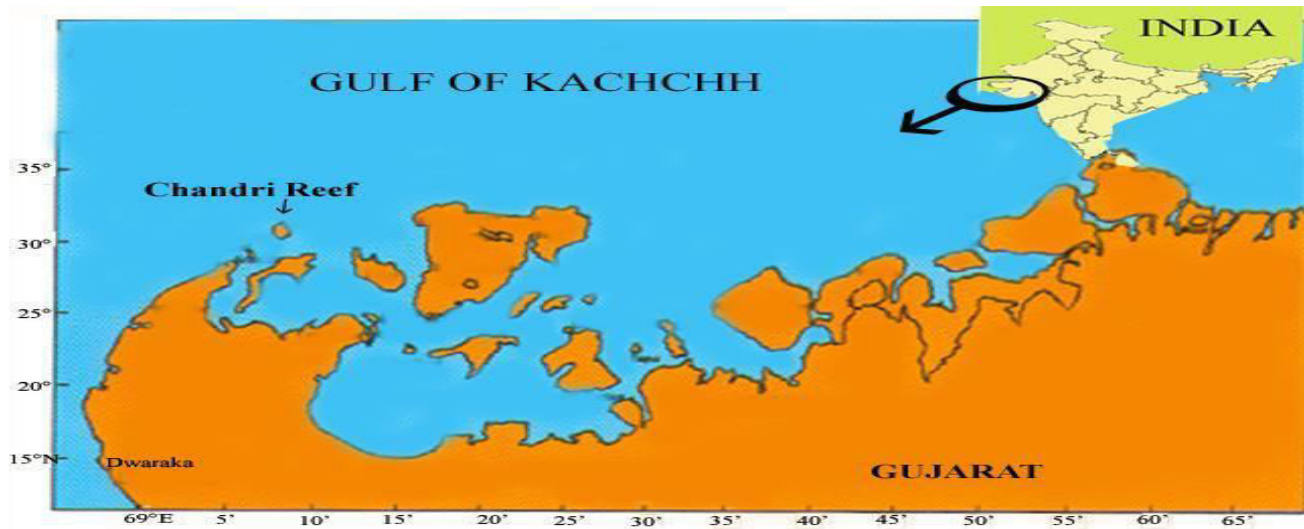 INDIA
GULF OF KACHCHH
35°
Chandri Reef
30°
25°
20°
15°N
Dwaraka
GUJARAT
69°E 5' 10' 15' 20' 25' 30' 35' 40' 45' 50' 55' 60' 65'